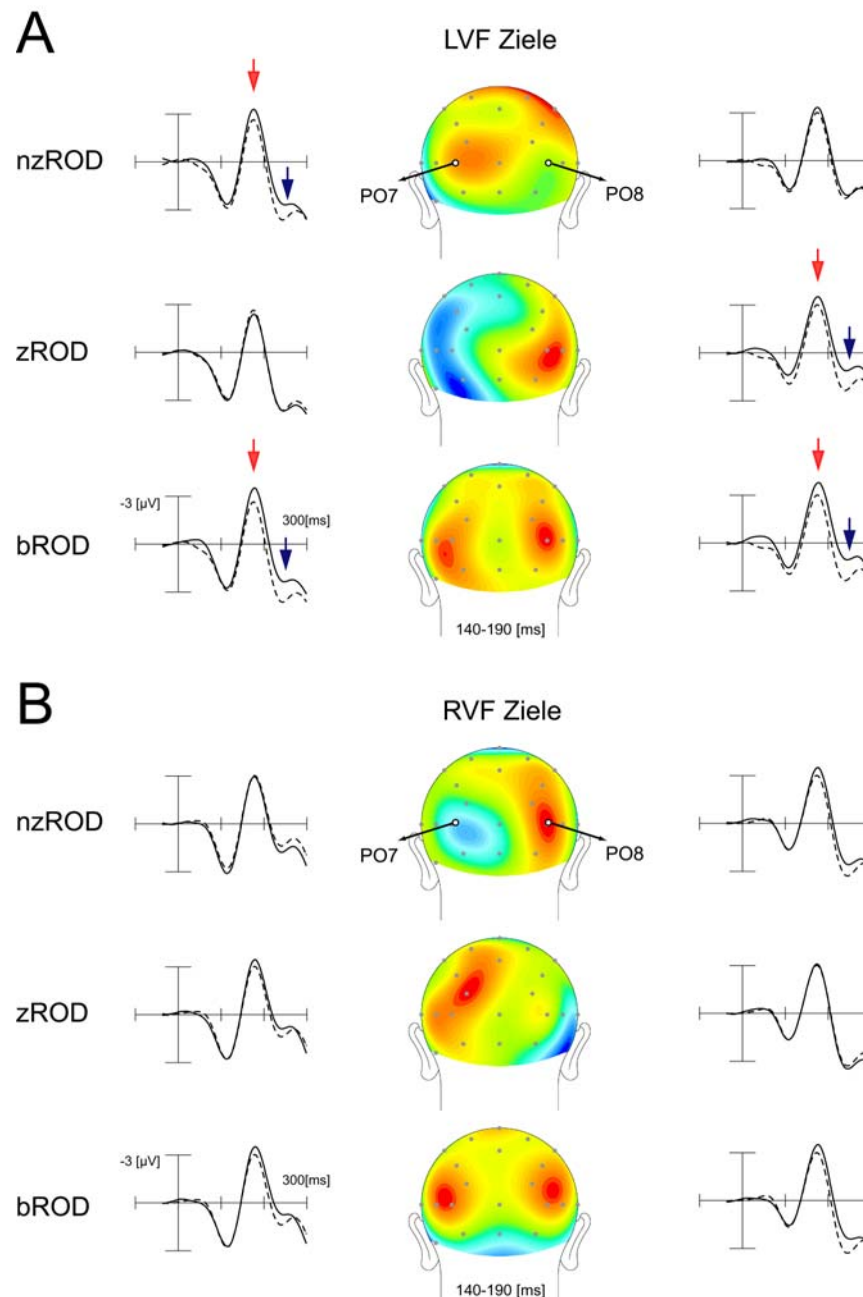 A
LVF Ziele
nzROD
PO7
PO8
zROD
-3 [µV]
300[ms]
bROD
140-190 [ms]
B
RVF Ziele
nzROD
PO7
PO8
zROD
-3 [µV]
300[ms]
bROD
140-190 [ms]